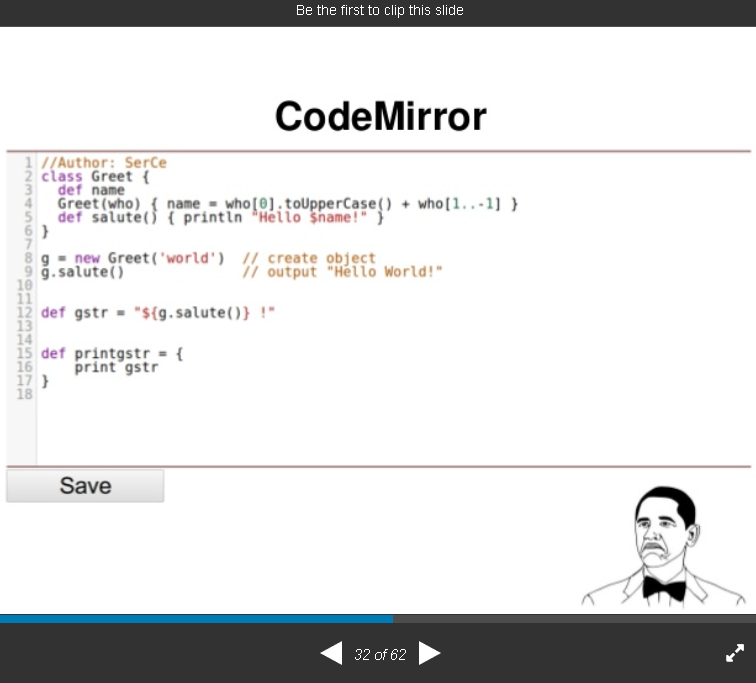 Be the first to clip this slide
CodeMirror
1 //Author: SerCe
2 class Greet {
3   def name
4   Greet(who) { name = who[0].toUpperCase() + who[1..-1] }
5   def salute() { println "Hello $name!" }
6 }
7
8 g = new Greet('world')  // create object
9 g.salute()              // output "Hello World!"
10
11
12 def gstr = "${g.salute()} !"
13
14
15 def printgstr = {
16     print gstr
17 }
18
Save
32 of 62